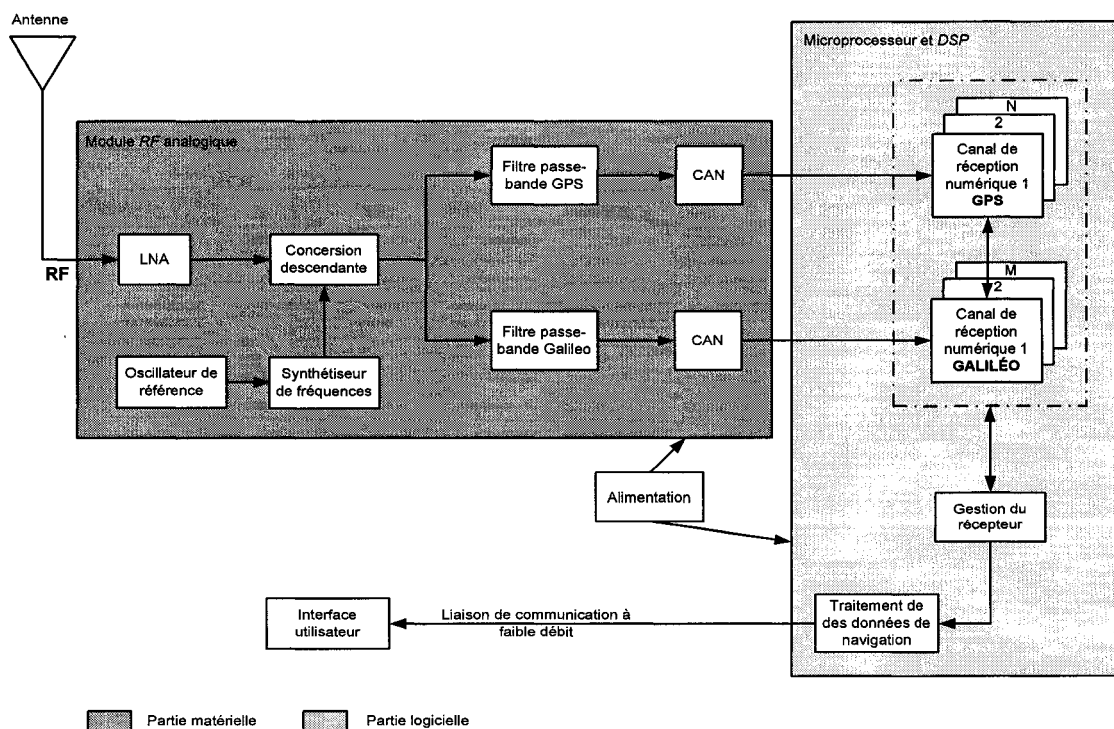 Antenne
Microprocesseur et DSP
Module RF analogique
N
2
Canal de
réception
numérique 1
GPS
Filtre passe-
bande GPS
CAN
LNA
Concersion
descendante
RF
M
2
Canal de
réception
numérique 1
GALILÉO
Filtre passe-
bande Galileo
CAN
Oscillateur de
référence
Synthétiseur
de fréquences
Alimentation
Gestion du
récepteur
Interface
utilisateur
Liaison de communication à
faible débit
Traitement de
des données de
navigation
Partie matérielle
Partie logicielle